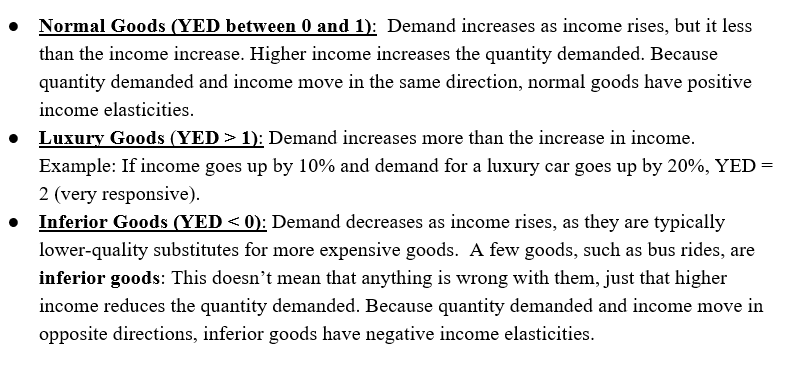 ● Normal Goods (YED between 0 and 1): Demand increases as income rises, but it less
than the income increase. Higher income increases the quantity demanded. Because
quantity demanded and income move in the same direction, normal goods have positive
income elasticities.
● Luxury Goods (YED > 1): Demand increases more than the increase in income.
Example: If income goes up by 10% and demand for a luxury car goes up by 20%, YED =
2 (very responsive).
● Inferior Goods (YED < 0): Demand decreases as income rises, as they are typically
lower-quality substitutes for more expensive goods. A few goods, such as bus rides, are
inferior goods: This doesn’t mean that anything is wrong with them, just that higher
income reduces the quantity demanded. Because quantity demanded and income move in
opposite directions, inferior goods have negative income elasticities.